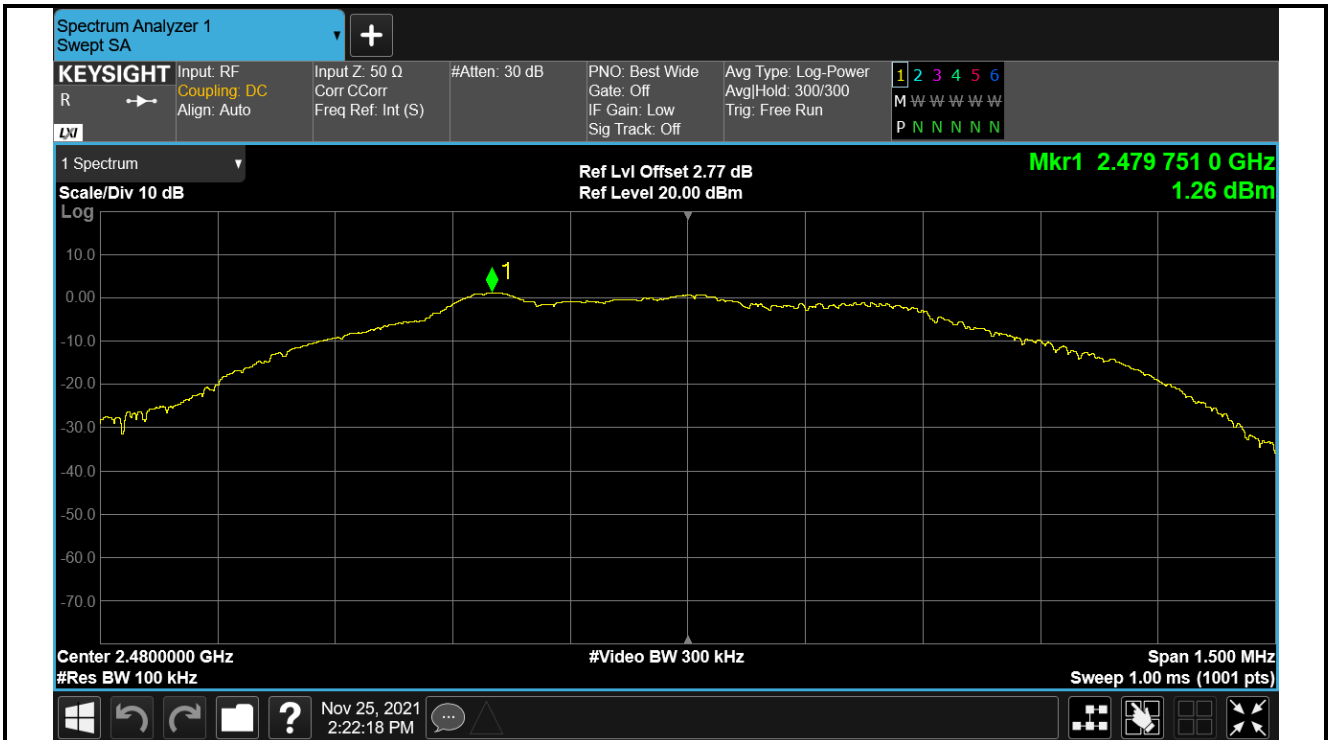 Spectrum Analyzer 1
Swept SA
KEYSIGHT
R
LXI
Input: RF
Coupling: DC
Align: Auto
Input Z: 50 Ω
Corr CCorr
Freq Ref: Int (S)
#Atten: 30 dB
PNO: Best Wide
Gate: Off
IF Gain: Low
Sig Track: Off
Avg Type: Log-Power
Avg|Hold: 300/300
Trig: Free Run
1 2 3 4 5 6
M W W W W W
P N N N N N
1 Spectrum
Scale/Div 10 dB
Log
Ref Lvl Offset 2.77 dB
Ref Level 20.00 dBm
Mkr1 2.479 751 0 GHz
1.26 dBm
1
10.0
0.00
-10.0
-20.0
-30.0
-40.0
-50.0
-60.0
-70.0
Center 2.4800000 GHz
#Res BW 100 kHz
#Video BW 300 kHz
Span 1.500 MHz
Sweep 1.00 ms (1001 pts)
?
Nov 25, 2021
2:22:18 PM